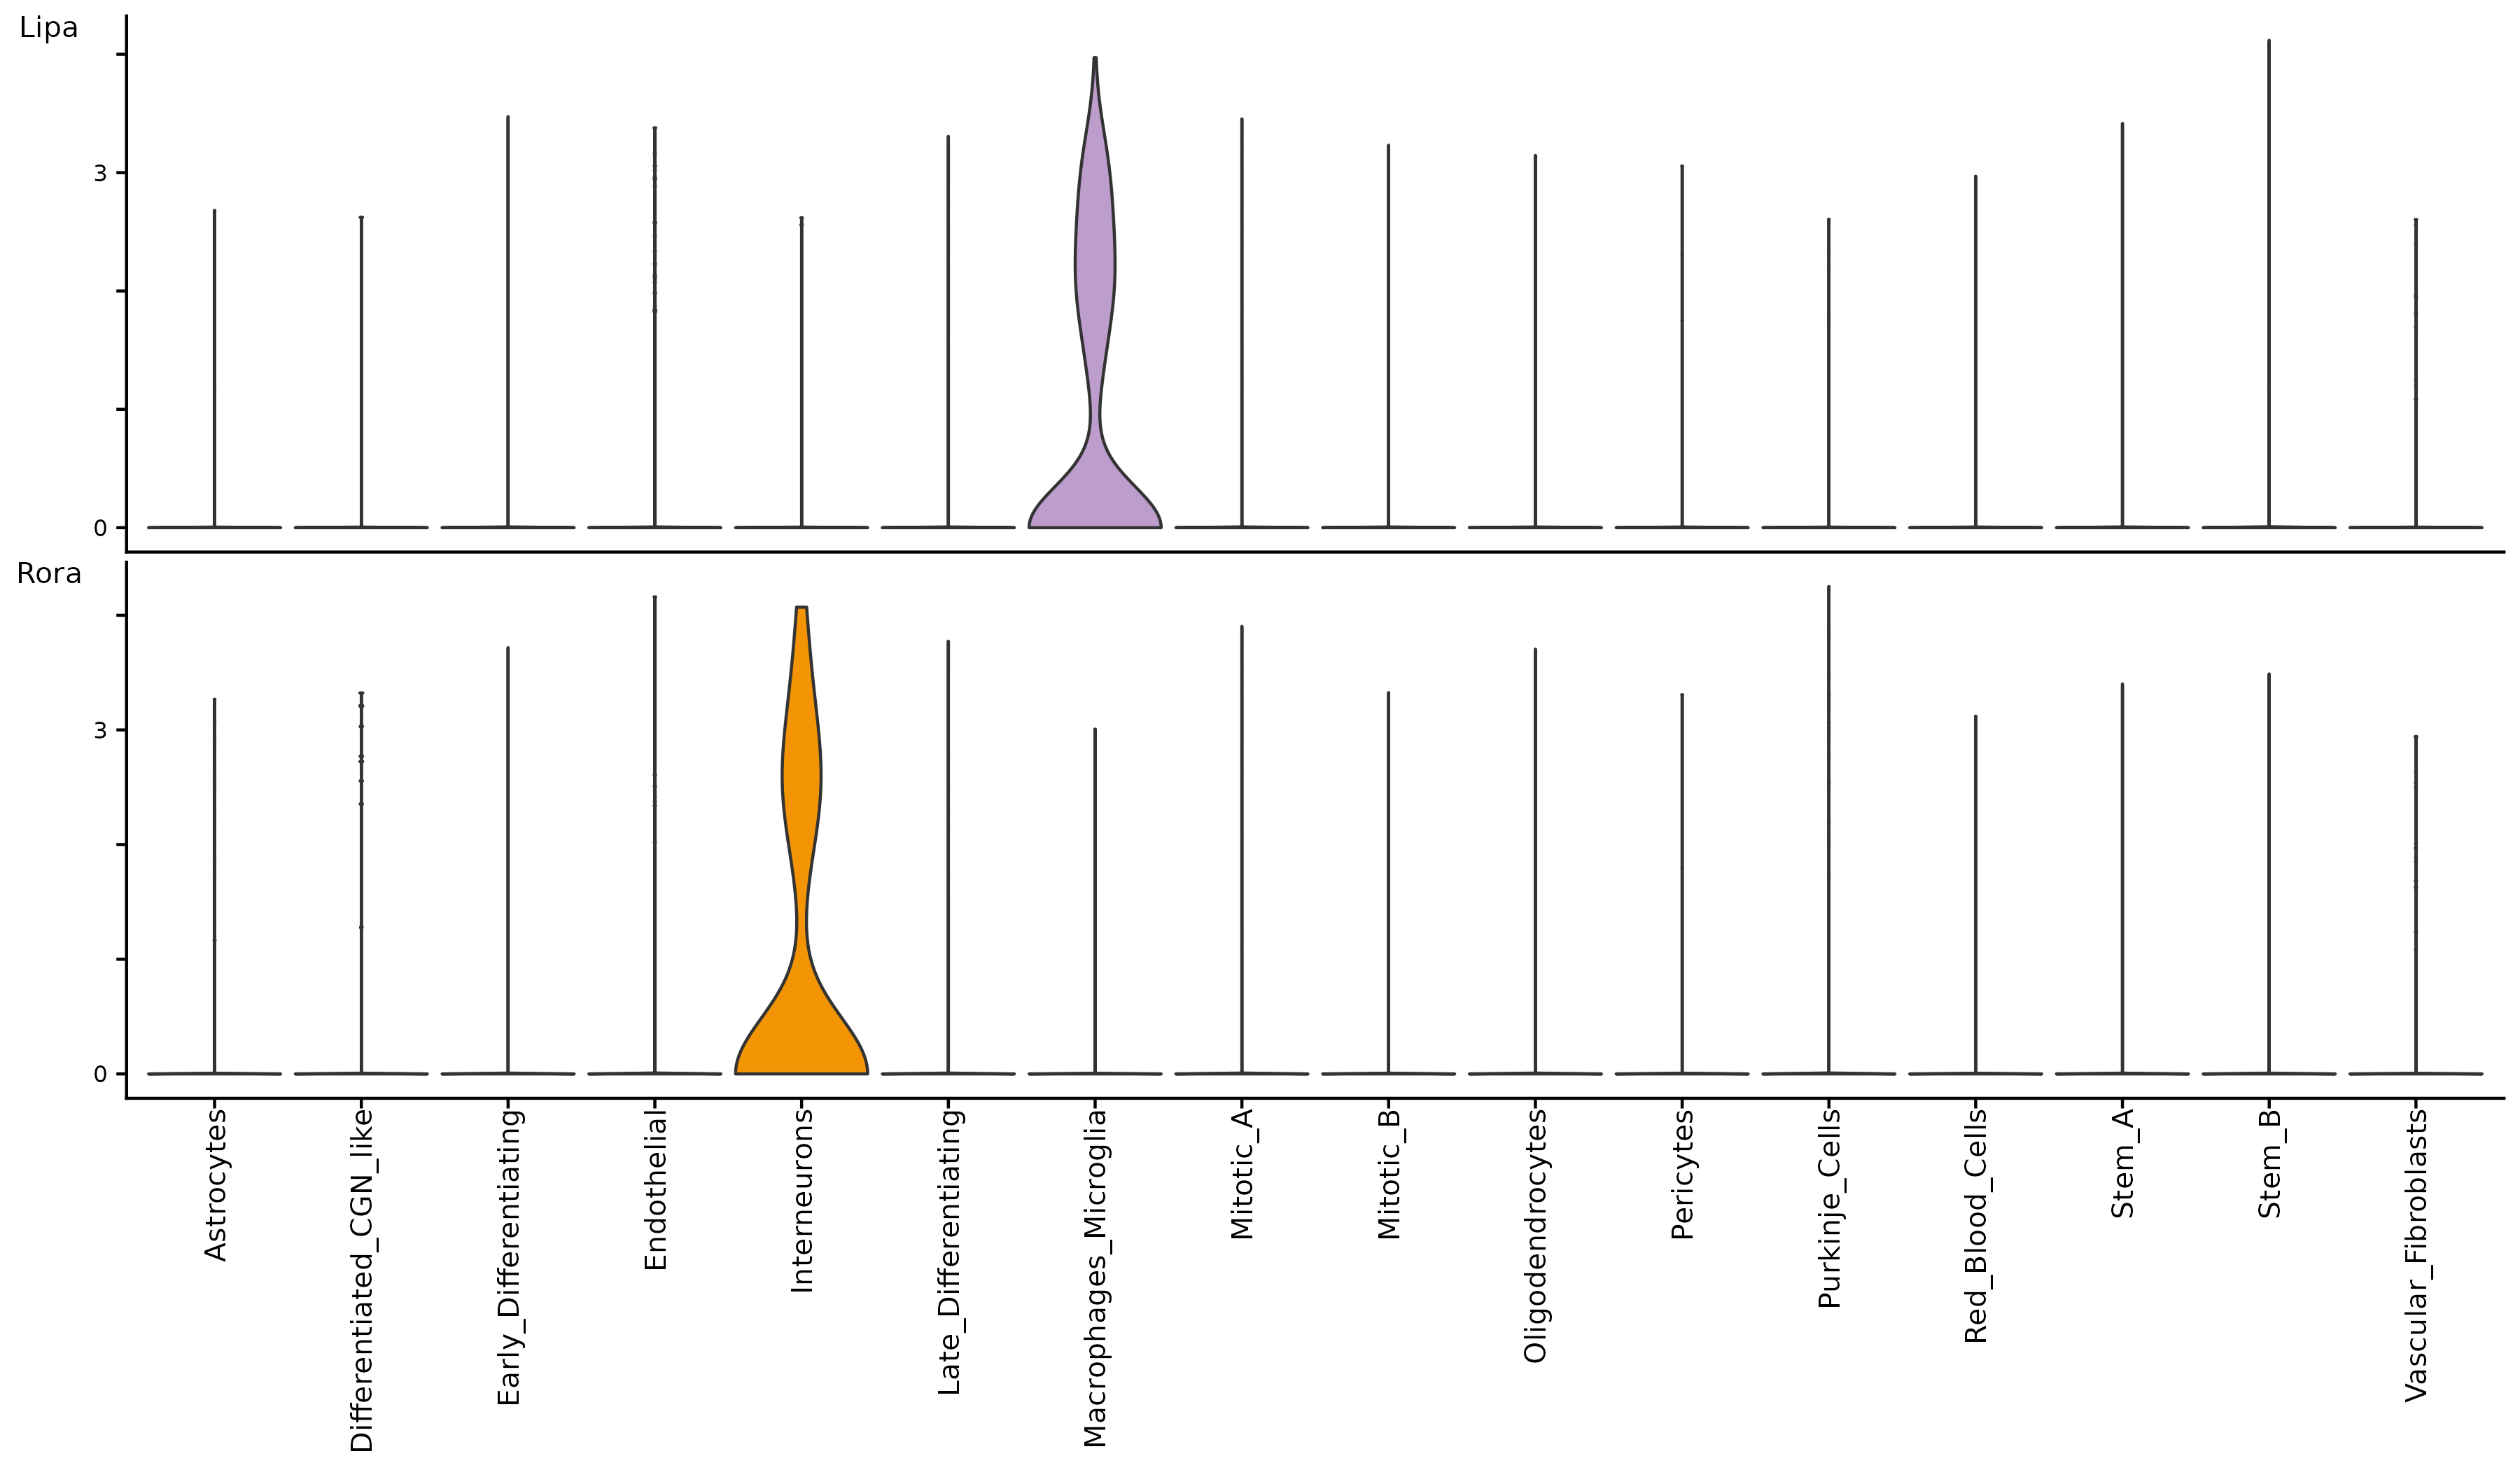 Lipa
3
0
Rora
3
0
Astrocytes
Differentiated_CGN_like
Early_Differentiating
Endothelial
Interneurons
Late_Differentiating
Macrophages_Microglia
Mitotic_A
Mitotic_B
Oligodendrocytes
Pericytes
Purkinje_Cells
Red_Blood_Cells
Stem_A
Stem_B
Vascular_Fibroblasts